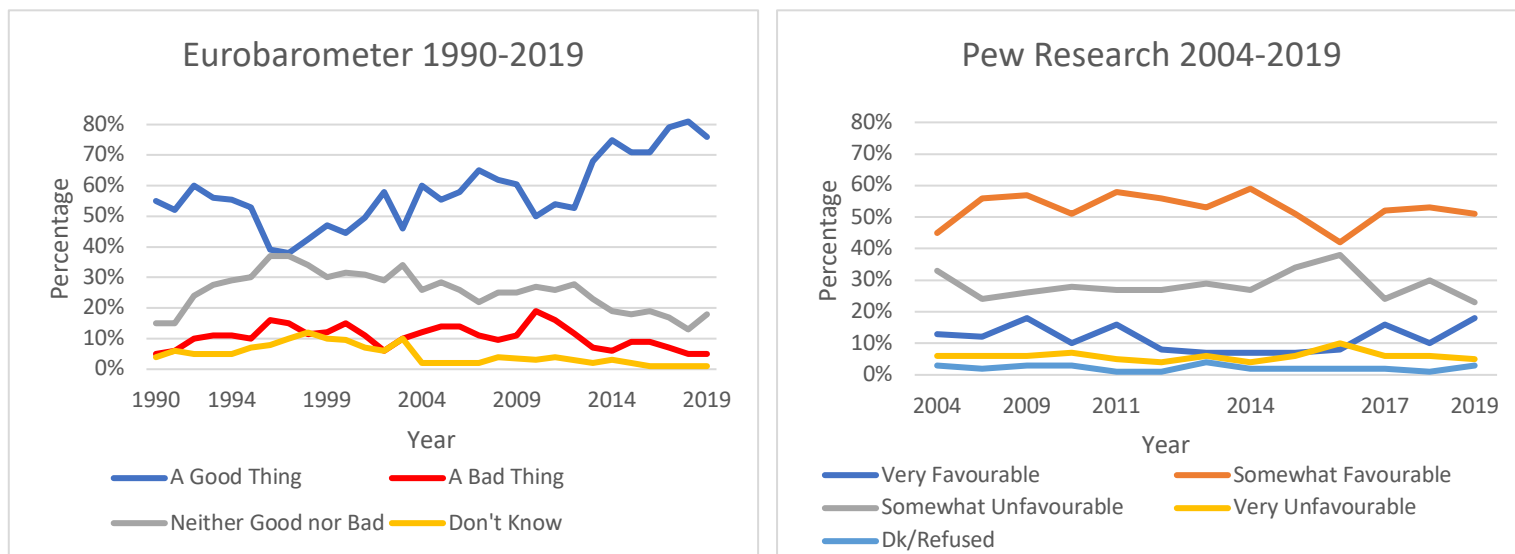 Eurobarometer 1990-2019
Percentage
80%
70%
60%
50%
40%
30%
20%
10%
0%
1990 1994 1999 2004 2009 2014 2019
Year
A Good Thing A Bad Thing
Neither Good nor Bad Don't Know
Pew Research 2004-2019
Percentage
80%
70%
60%
50%
40%
30%
20%
10%
0%
2004 2009 2011 2014 2017 2019
Year
Very Favourable Somewhat Favourable
Somewhat Unfavourable Very Unfavourable
Dk/Refused